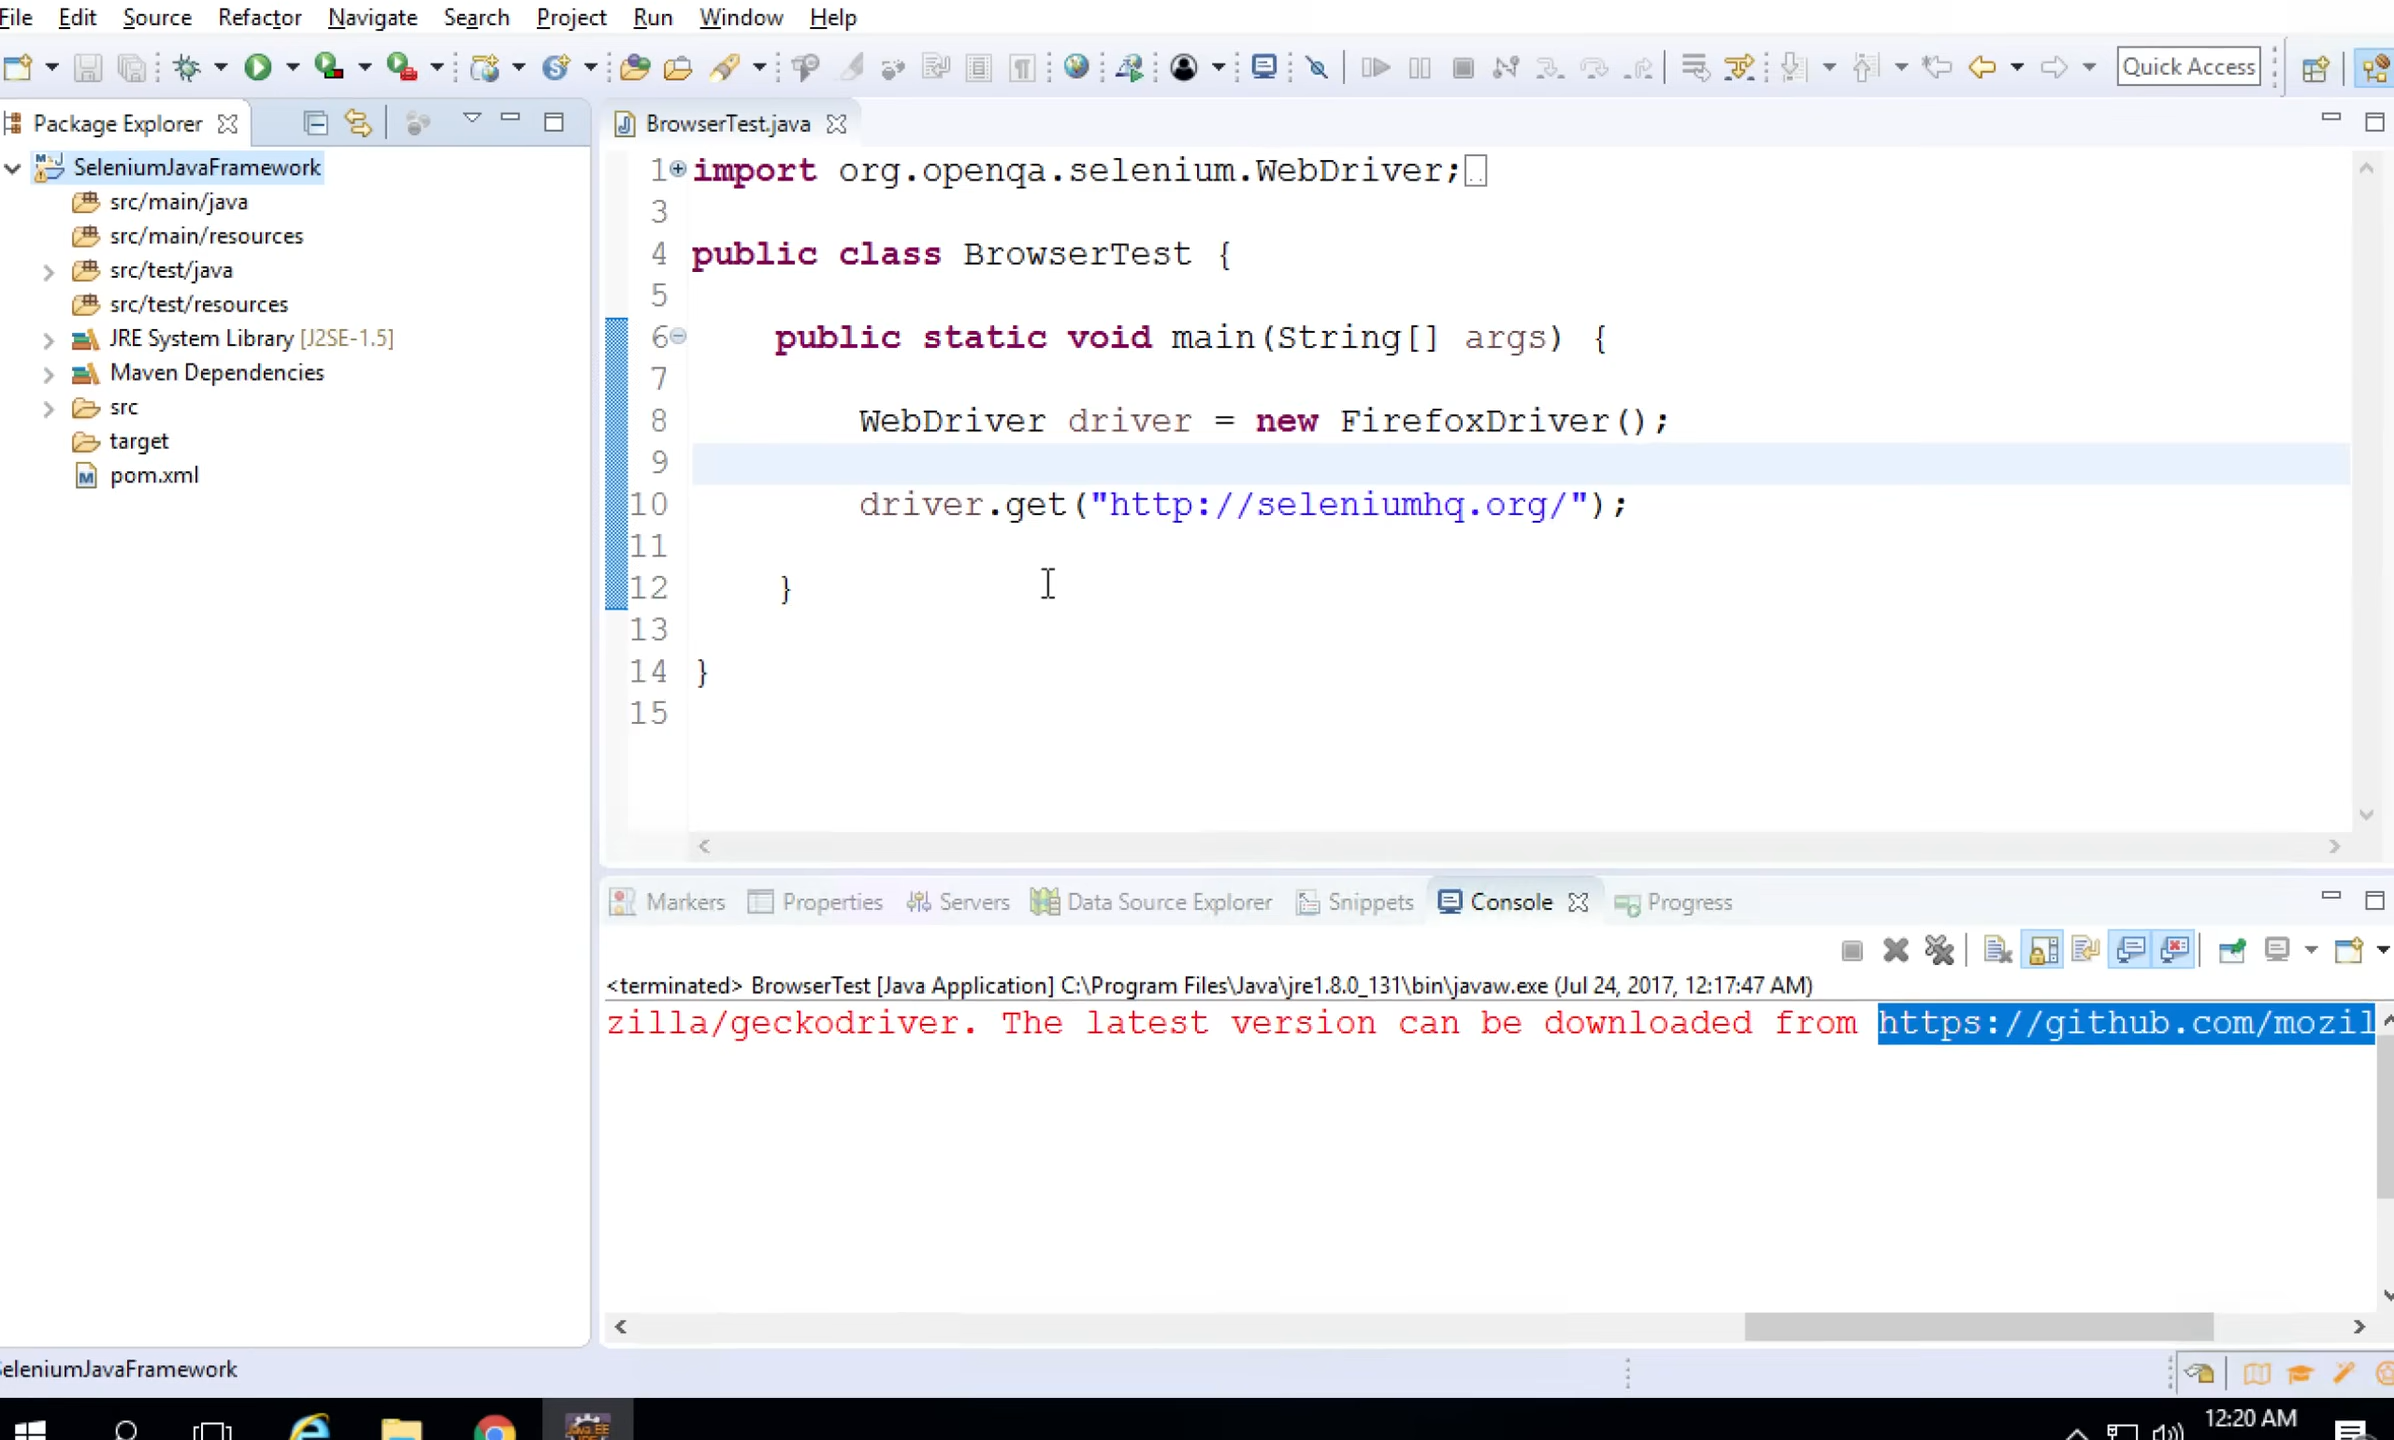 File Edit Source Refactor Navigate Search Project Run Window Help
Quick Access
Package Explorer
BrowserTest.java
SeleniumJavaFramework
src/main/java
src/main/resources
src/test/java
src/test/resources
JRE System Library [J2SE-1.5]
Maven Dependencies
src
target
pom.xml
1 import org.openqa.selenium.WebDriver;
3
4 public class BrowserTest {
5
6 public static void main(String[] args) {
7
8 WebDriver driver = new FirefoxDriver();
9
10 driver.get("http://seleniumhq.org/");
11
12 }
13
14 }
15
Markers Properties Servers Data Source Explorer Snippets Console Progress
<terminated> BrowserTest [Java Application] C:\Program Files\Java\jre1.8.0_131\bin\javaw.exe (Jul 24, 2017, 12:17:47 AM)
zilla/geckodriver. The latest version can be downloaded from https://github.com/mozil
SeleniumJavaFramework
12:20 AM